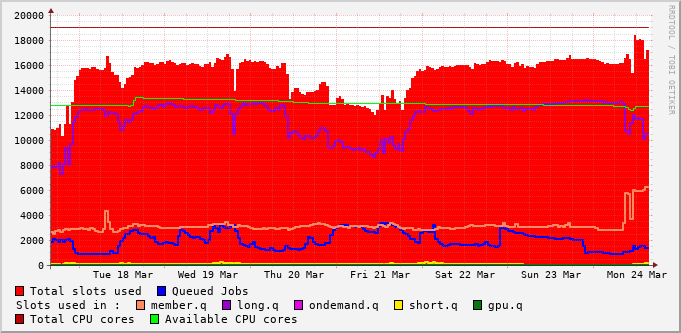 20000
18000
16000
14000
12000
10000
8000
6000
4000
2000
0
Tue 18 Mar Wed 19 Mar Thu 20 Mar Fri 21 Mar Sat 22 Mar Sun 23 Mar Mon 24 Mar
Total slots used Queued Jobs
Slots used in : member.q long.q ondemand.q short.q gpu.q
Total CPU cores Available CPU cores
RRDTOOL / TOBI OETIKER